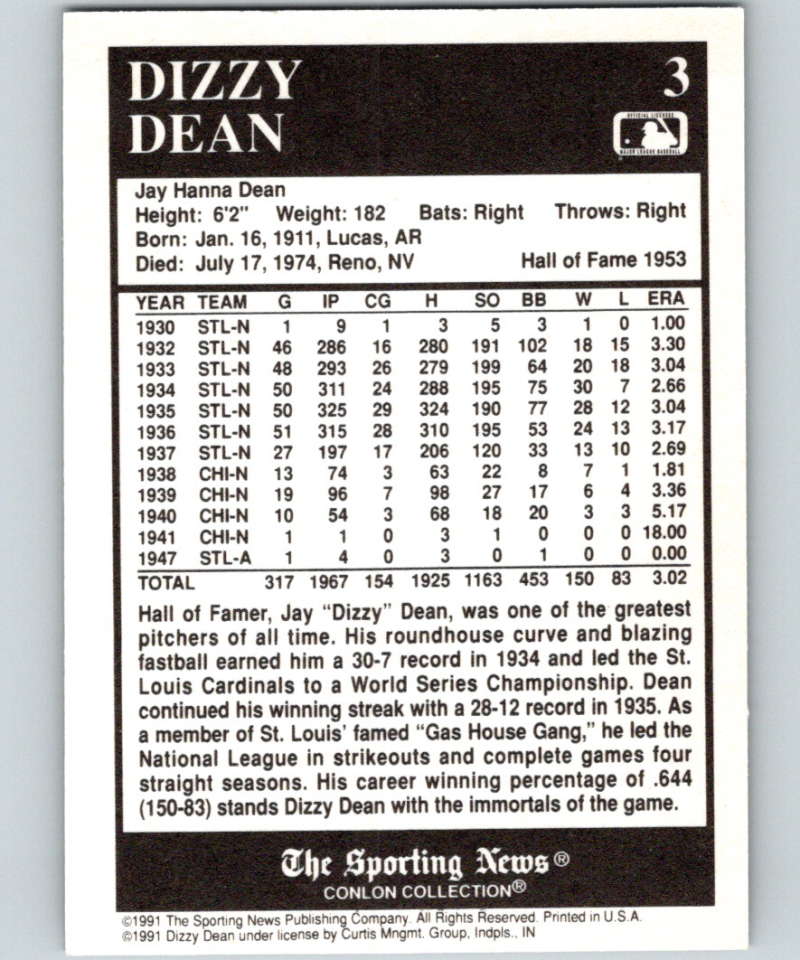 DIZZY
DEAN
3
OFFICIAL LICENSEE
MAJOR LEAGUE BASEBALL
Jay Hanna Dean
Height: 6'2" Weight: 182 Bats: Right Throws: Right
Born: Jan. 16, 1911, Lucas, AR
Died: July 17, 1974, Reno, NV Hall of Fame 1953
YEAR TEAM G IP CG H SO BB W L ERA
1930 STL-N 1 9 1 3 5 3 1 0 1.00
1932 STL-N 46 286 16 280 191 102 18 15 3.30
1933 STL-N 48 293 26 279 199 64 20 18 3.04
1934 STL-N 50 311 24 288 195 75 30 7 2.66
1935 STL-N 50 325 29 324 190 77 28 12 3.04
1936 STL-N 51 315 28 310 195 53 24 13 3.17
1937 STL-N 27 197 17 206 120 33 13 10 2.69
1938 CHI-N 13 74 3 63 22 8 7 1 1.81
1939 CHI-N 19 96 7 98 27 17 6 4 3.36
1940 CHI-N 10 54 3 68 18 20 3 3 5.17
1941 CHI-N 1 1 0 3 1 0 0 0 18.00
1947 STL-A 1 4 0 3 0 1 0 0 0.00
TOTAL 317 1967 154 1925 1163 453 150 83 3.02
Hall of Famer, Jay “Dizzy” Dean, was one of the greatest
pitchers of all time. His roundhouse curve and blazing
fastball earned him a 30-7 record in 1934 and led the St.
Louis Cardinals to a World Series Championship. Dean
continued his winning streak with a 28-12 record in 1935. As
a member of St. Louis’ famed “Gas House Gang,” he led the
National League in strikeouts and complete games four
straight seasons. His career winning percentage of .644
(150-83) stands Dizzy Dean with the immortals of the game.
The Sporting News®
CONLON COLLECTION®
©1991 The Sporting News Publishing Company. All Rights Reserved. Printed in U.S.A.
©1991 Dizzy Dean under license by Curtis Mngmt. Group, Indpls., IN